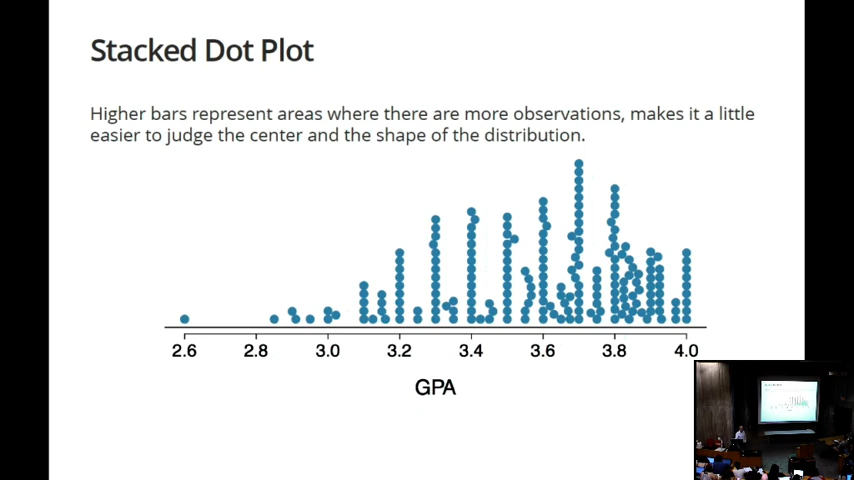 Stacked Dot Plot
Higher bars represent areas where there are more observations, makes it a little
easier to judge the center and the shape of the distribution.
2.6 2.8 3.0 3.2 3.4 3.6 3.8 4.0
GPA